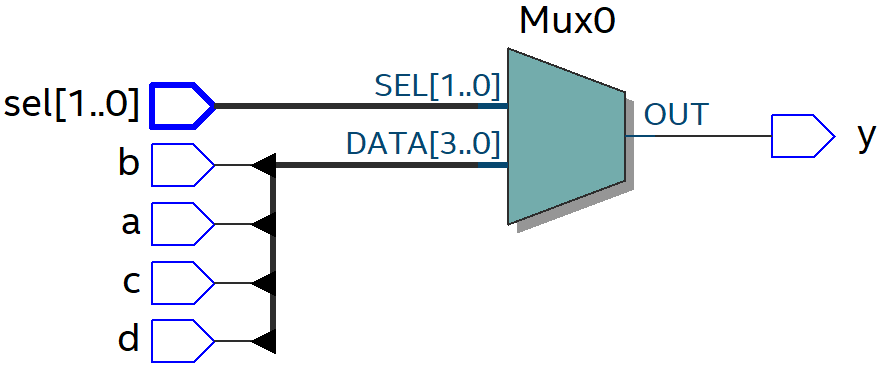 Mux0
sel[1..0]
SEL[1..0]
DATA[3..0]
OUT
y
b
a
c
d